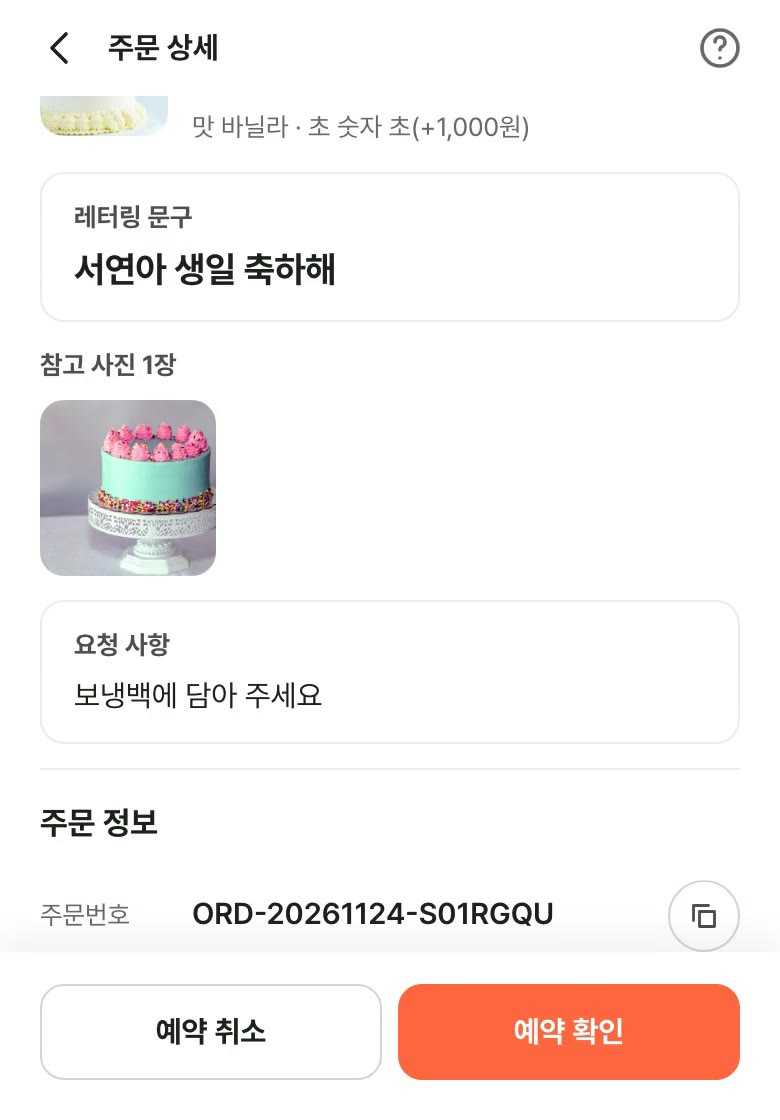 주문 상세
맛 바닐라 · 초 숫자 초(+1,000원)
레터링 문구
서연아 생일 축하해
참고 사진 1장
요청 사항
보냉백에 담아 주세요
주문 정보
주문번호 ORD-20261124-S01RGQU
예약 취소 예약 확인